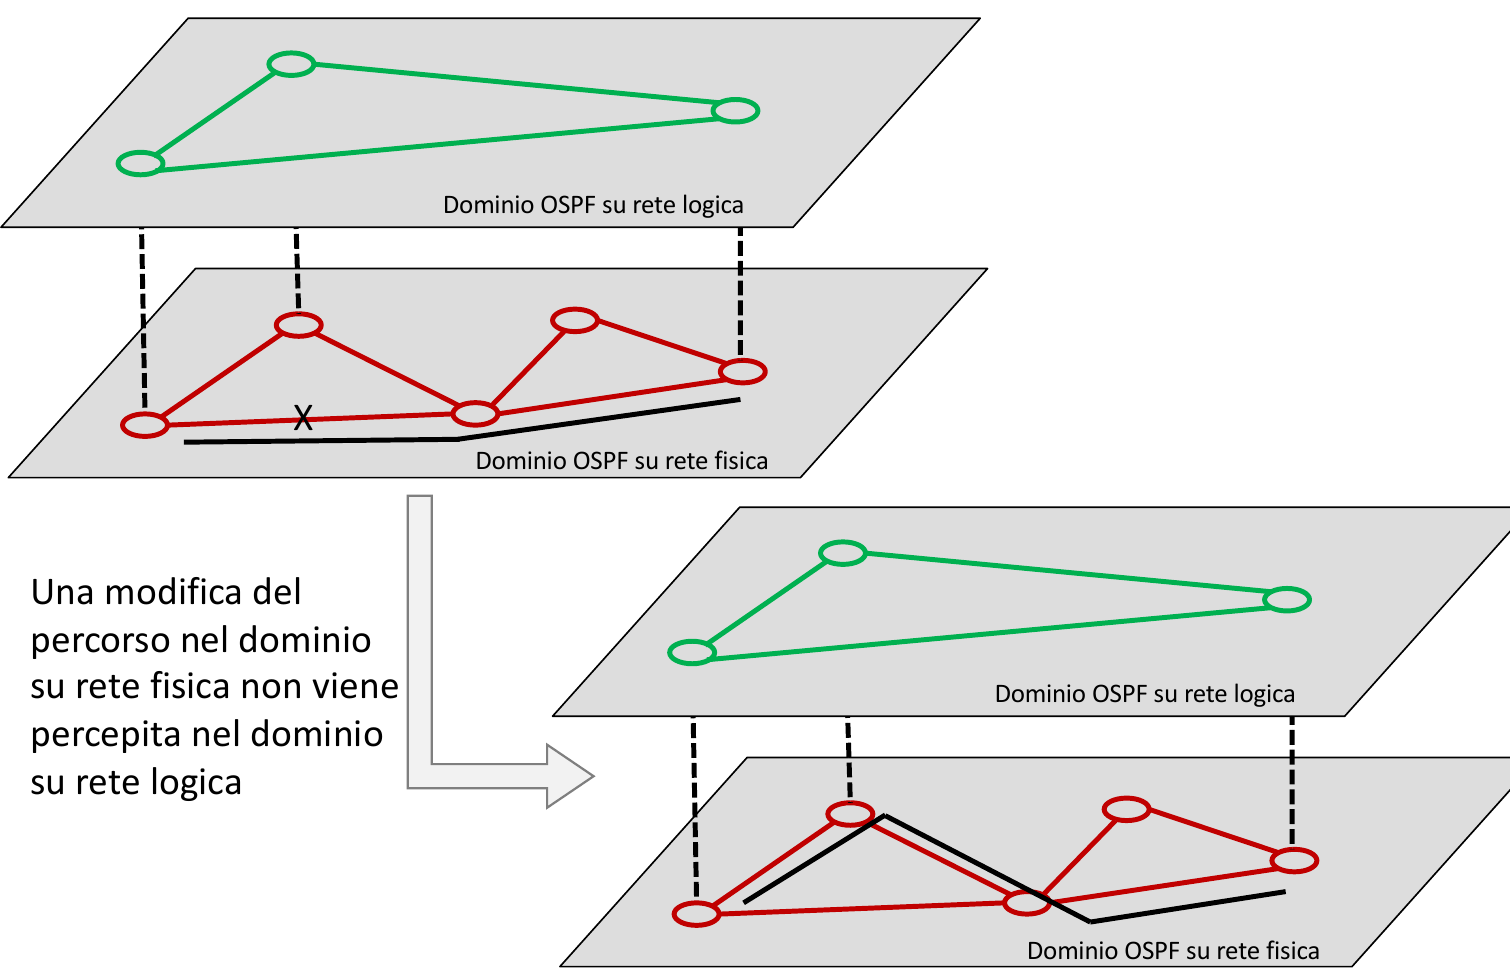 Dominio OSPF su rete logica
X
Dominio OSPF su rete fisica
Una modifica del
percorso nel dominio
su rete fisica non viene
percepita nel dominio
su rete logica
Dominio OSPF su rete logica
Dominio OSPF su rete fisica